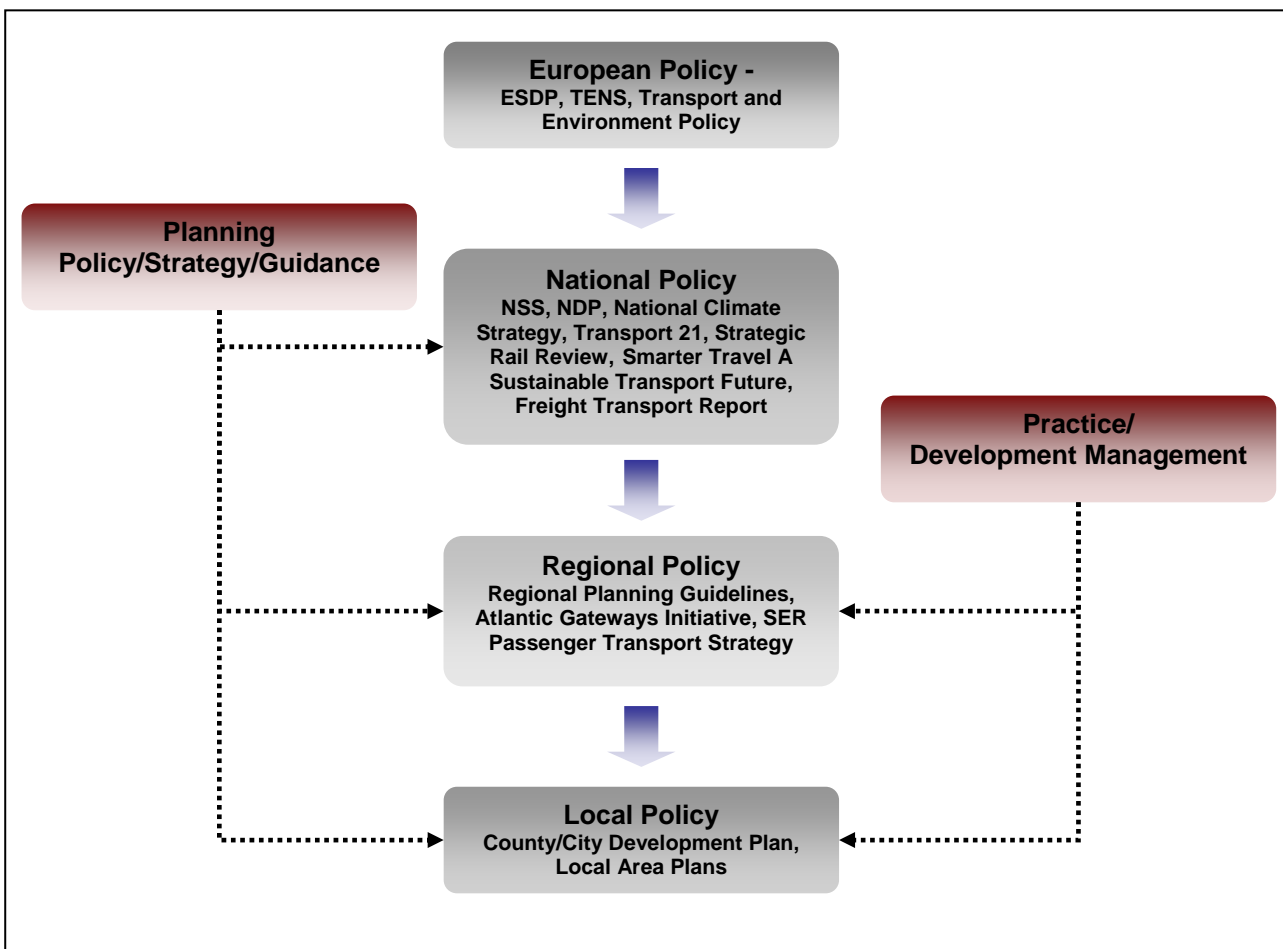 European Policy -
ESDP, TENS, Transport and
Environment Policy
Planning
Policy/Strategy/Guidance
National Policy
NSS, NDP, National Climate
Strategy, Transport 21, Strategic
Rail Review, Smarter Travel A
Sustainable Transport Future,
Freight Transport Report
Practice/
Development Management
Regional Policy
Regional Planning Guidelines,
Atlantic Gateways Initiative, SER
Passenger Transport Strategy
Local Policy
County/City Development Plan,
Local Area Plans